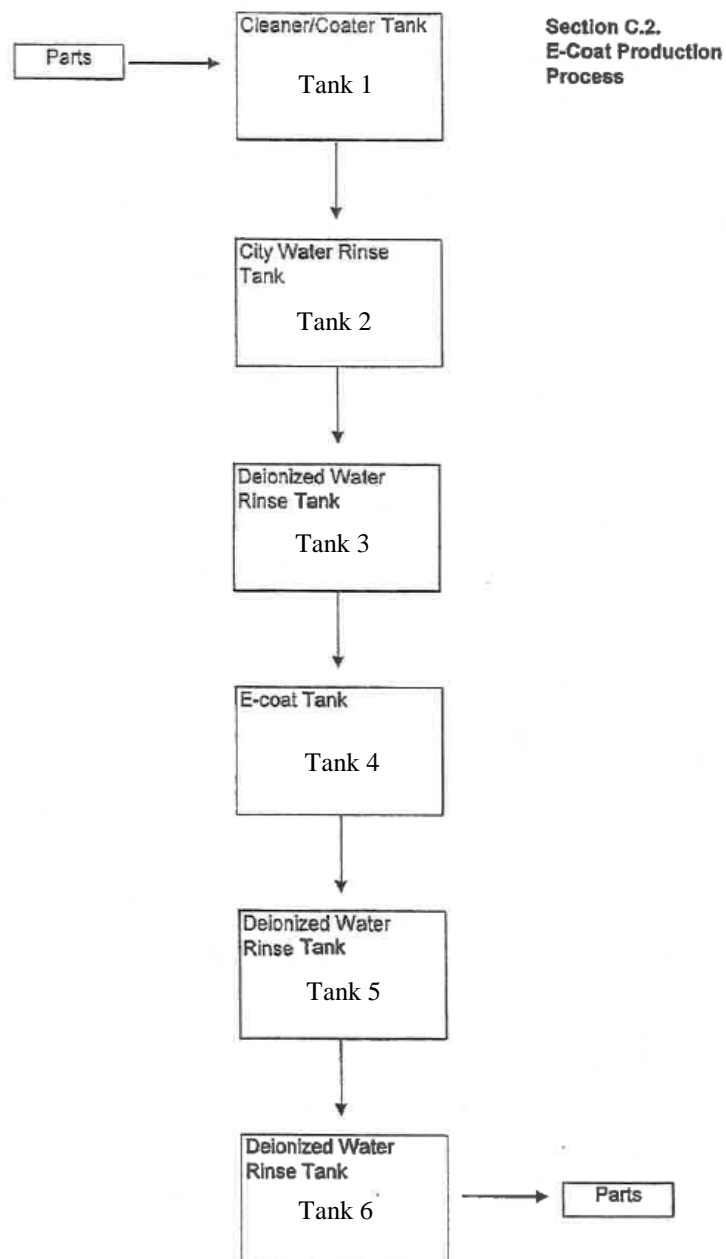 Section C.2.
E-Coat Production
Process
Parts
Cleaner/Coater Tank
Tank 1
City Water Rinse
Tank
Tank 2
Deionized Water
Rinse Tank
Tank 3
E-coat Tank
Tank 4
Deionized Water
Rinse Tank
Tank 5
Deionized Water
Rinse Tank
Tank 6
Parts